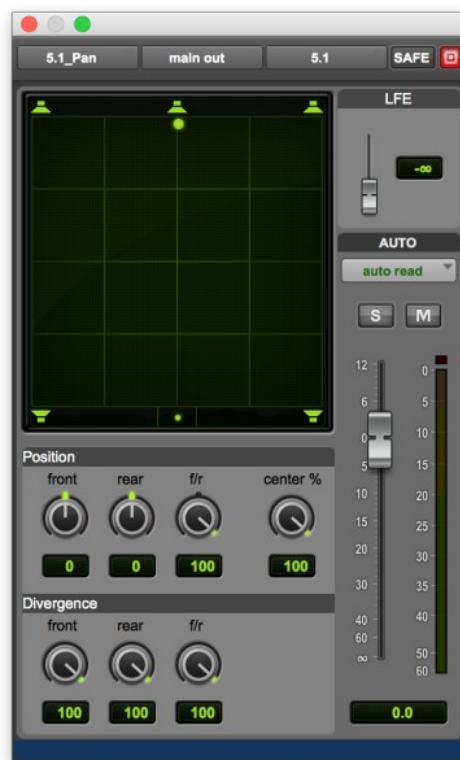 5.1_Pan main out 5.1 SAFE
LFE
-∞
AUTO
auto read
S M
12 0
6 5
0 10
5 15
10 20
15 25
20 30
30 35
40 40
60 50
∞ 60
0.0
Position
front rear f/r center %
0 0 100 100
Divergence
front rear f/r
100 100 100